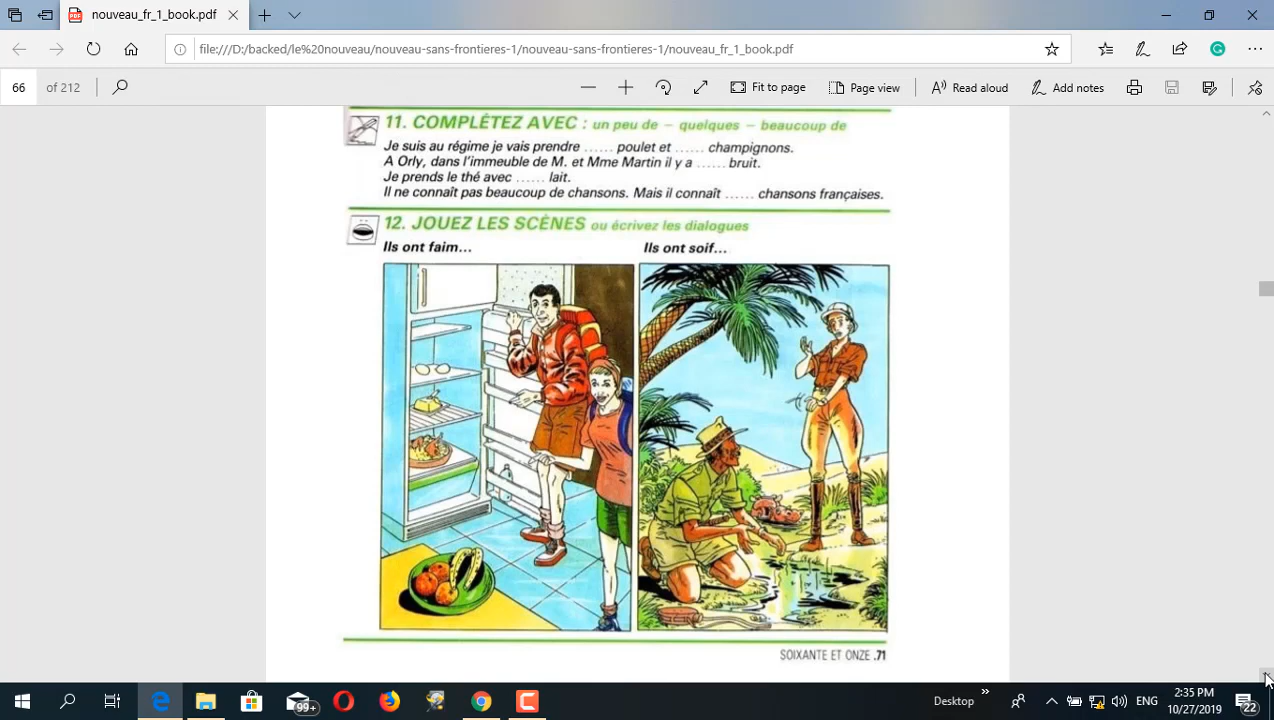 nouveau_fr_1_book.pdf
file:///D:/backed/le%20nouveau/nouveau-sans-frontieres-1/nouveau-sans-frontieres-1/nouveau_fr_1_book.pdf
66 of 212 Fit to page Page view Read aloud Add notes
11. COMPLÉTEZ AVEC : un peu de – quelques – beaucoup de
Je suis au régime je vais prendre ...... poulet et ...... champignons.
A Orly, dans l'immeuble de M. et Mme Martin il y a ...... bruit.
Je prends le thé avec ...... lait.
Il ne connaît pas beaucoup de chansons. Mais il connaît ...... chansons françaises.
12. JOUEZ LES SCÈNES ou écrivez les dialogues
Ils ont faim... Ils ont soif...
SOIXANTE ET ONZE .71
99+ Desktop » ENG 2:35 PM
10/27/2019 22